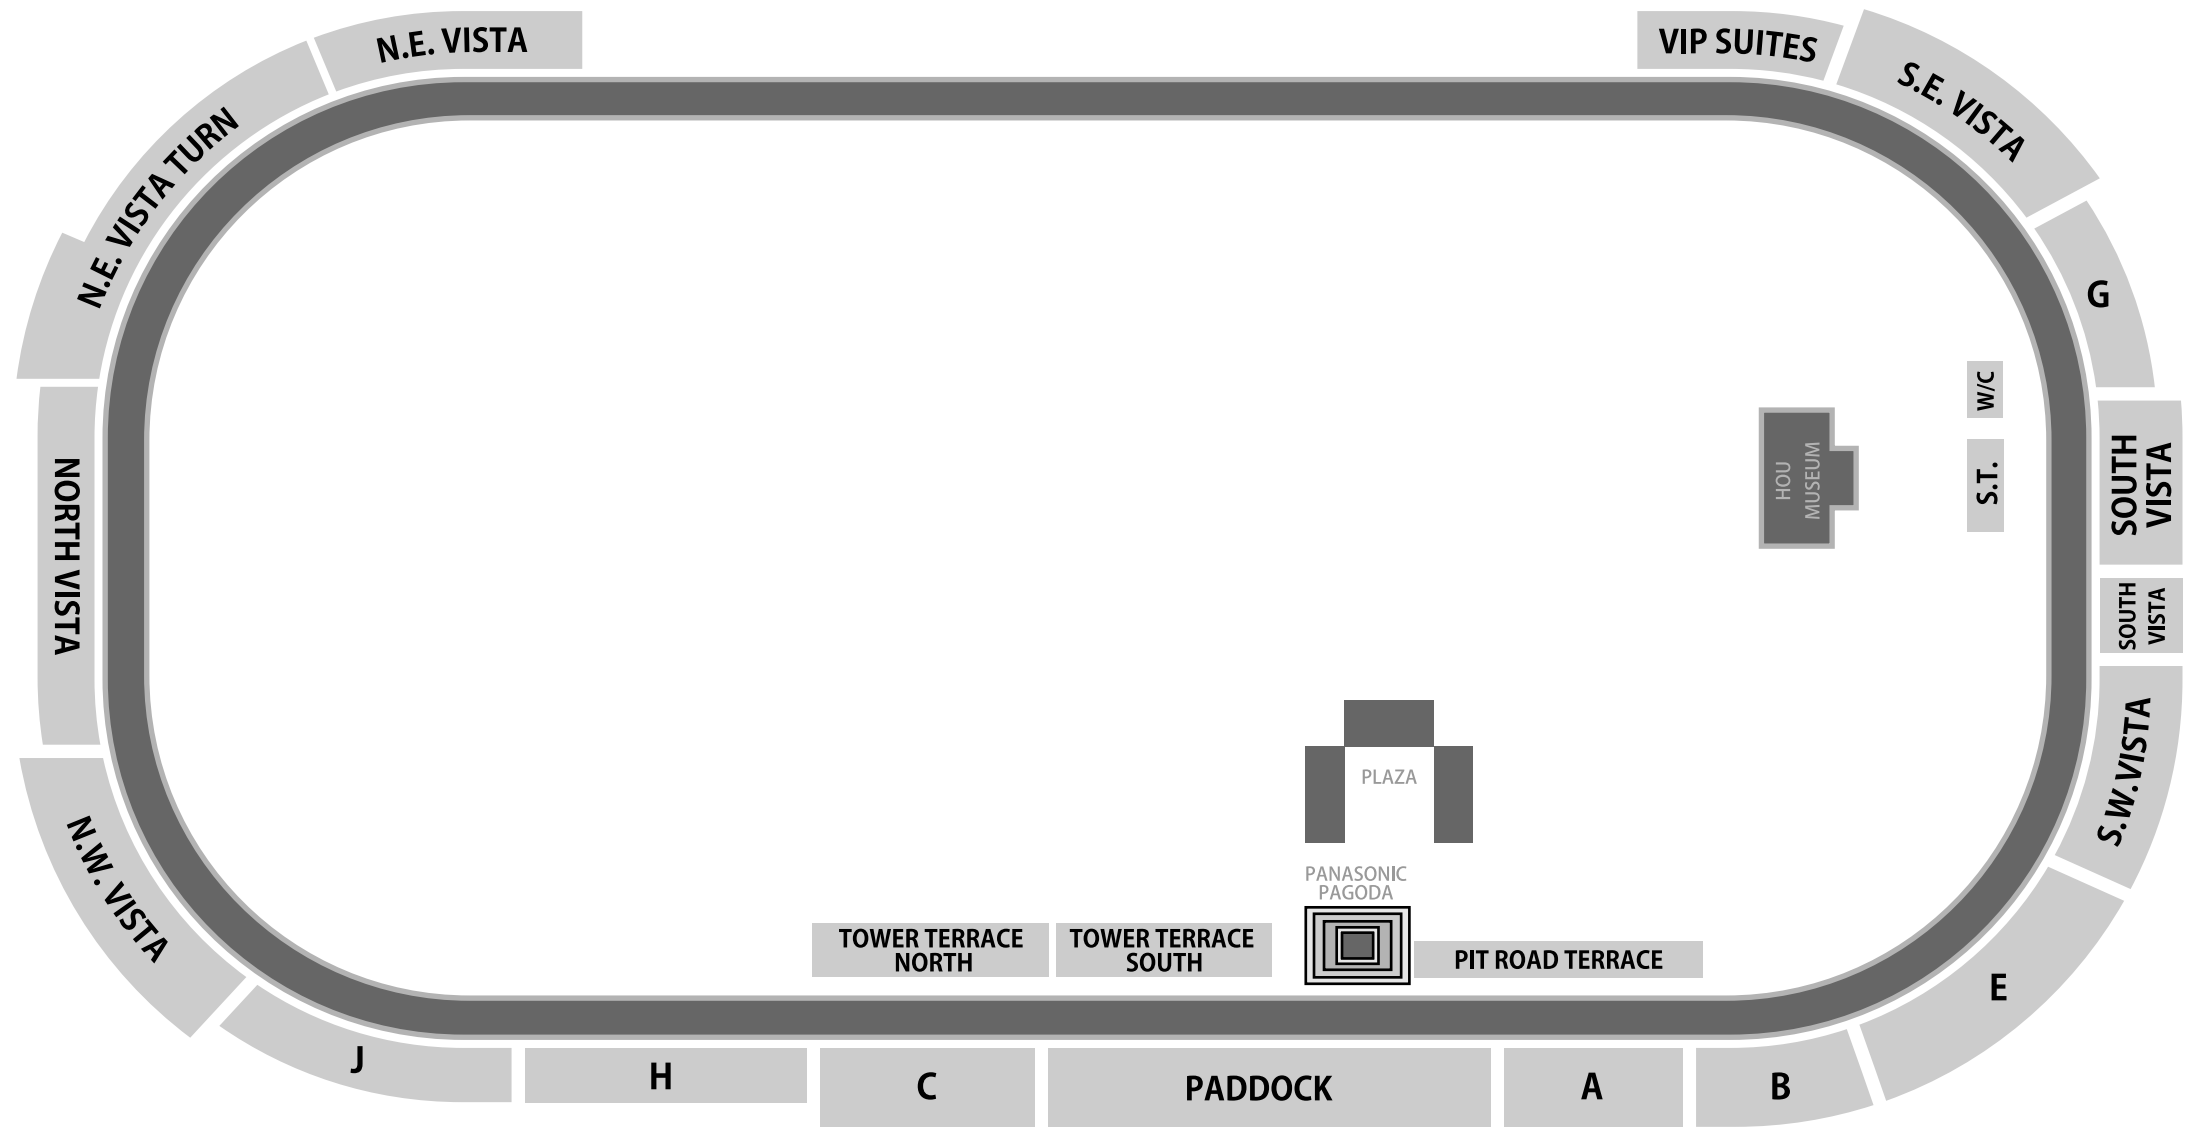 N.E. VISTA
VIP SUITES
S.E. VISTA
N.E. VISTA TURN
G
W/C
HOU
MUSEUM
S.T.
SOUTH
VISTA
NORTH VISTA
SOUTH
VISTA
S.W. VISTA
PLAZA
N.W. VISTA
PANASONIC
PAGODA
TOWER TERRACE
NORTH
TOWER TERRACE
SOUTH
PIT ROAD TERRACE
E
J
H
C
PADDOCK
A
B